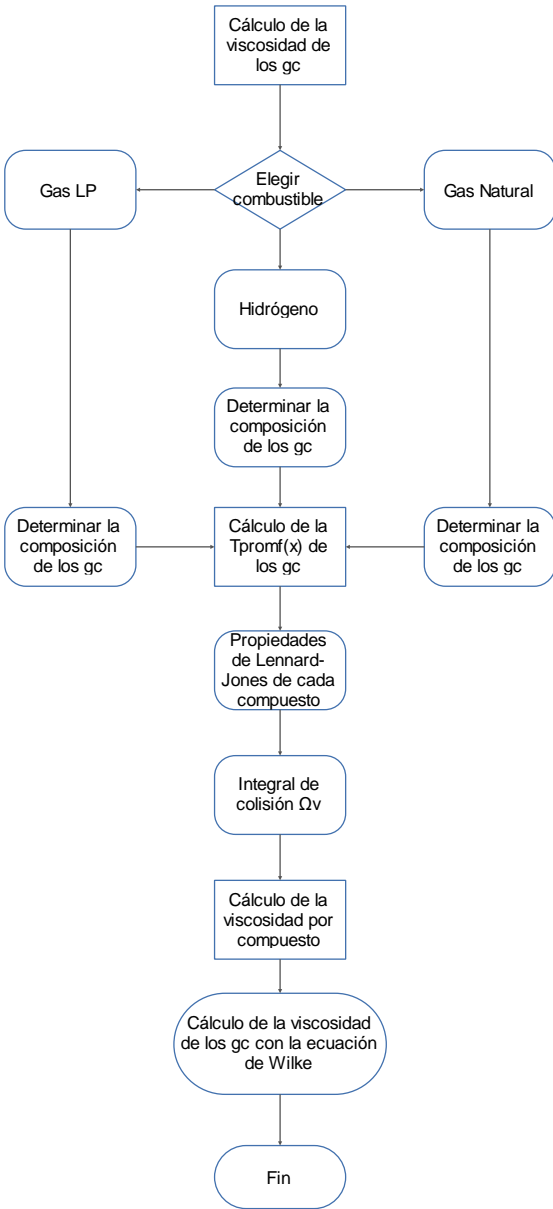 Cálculo de la
viscosidad de
los gc
Elegir
combustible
Gas LP
Gas Natural
Hidrógeno
Determinar la
composición
de los gc
Determinar la
composición
de los gc
Cálculo de la
Tpromf(x) de
los gc
Determinar la
composición
de los gc
Propiedades
de Lennard-
Jones de cada
compuesto
Integral de
colisión Ωv
Cálculo de la
viscosidad por
compuesto
Cálculo de la viscosidad
de los gc con la ecuación
de Wilke
Fin